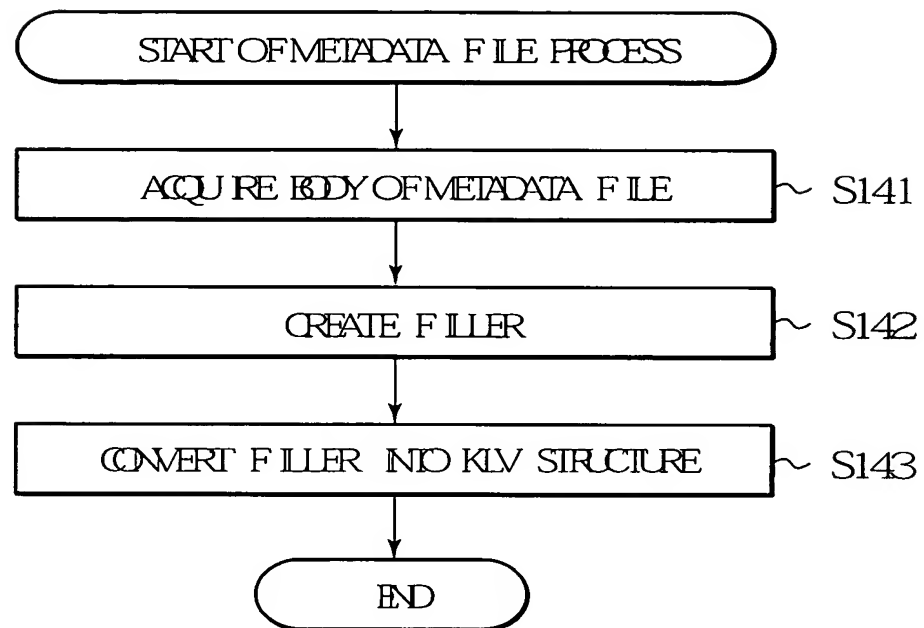 START OF METADATA FILE PROCESS
ACQUIRE BODY OF METADATA FILE
S141
CREATE FILLER
S142
CONVERT FILLER INTO KLV STRUCTURE
S143
END